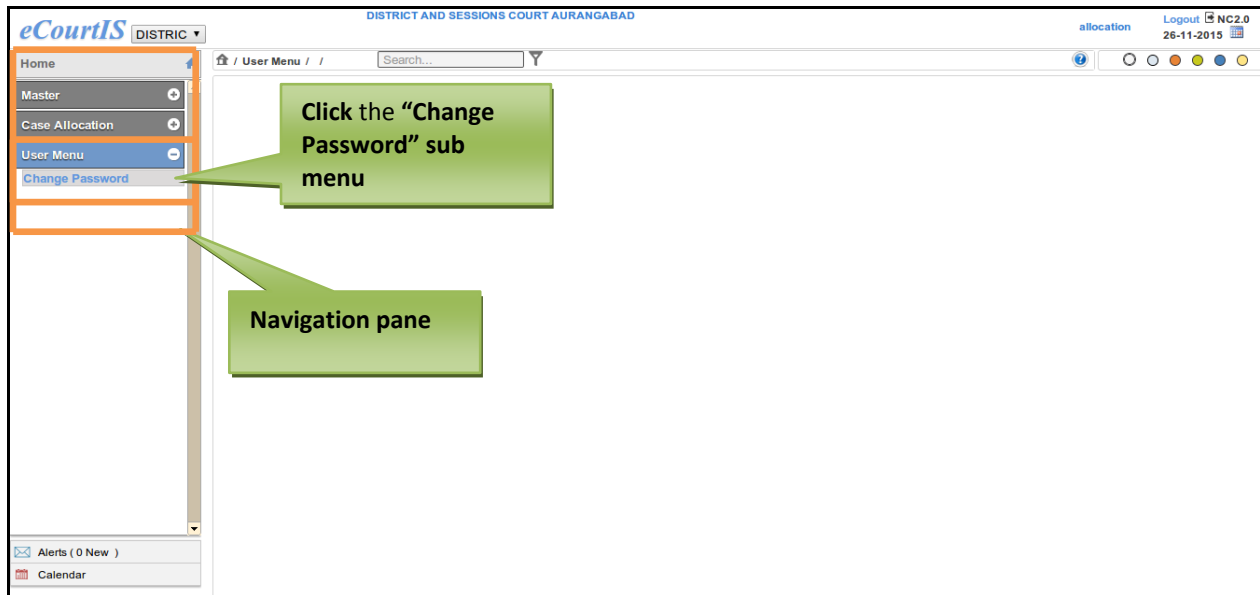 DISTRICT AND SESSIONS COURT AURANGABAD
eCourtIS DISTRIC
allocation
Logout NC2.0
26-11-2015
Home
/ User Menu / /
Search...
Master
Case Allocation
User Menu
Change Password
Click the “Change
Password” sub
menu
Navigation pane
Alerts ( 0 New )
Calendar